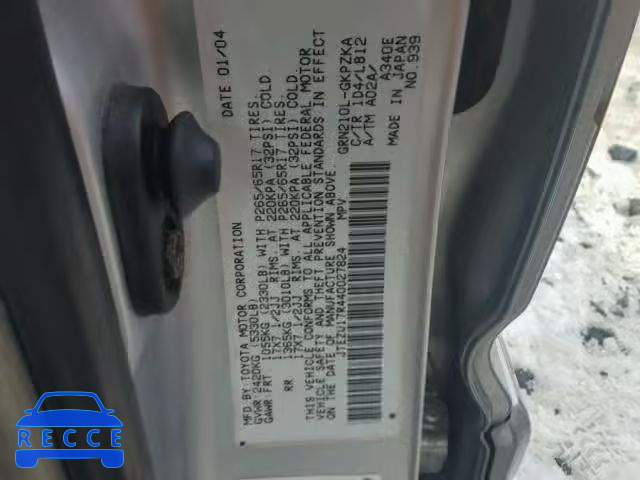 MFD.BY TOYOTA MOTOR CORPORATION DATE 01/04
GVWR:2420KG (5330LB)
GAWR FRT 1055KG (2330LB) WITH P265/65R17 TIRES,
17X7 1/2JJ RIMS. AT 220KPA (32PSI) COLD.
RR 1365KG (3010LB) WITH P265/65R17 TIRES,
17X7 1/2JJ RIMS. AT 220KPA (32PSI) COLD.
THIS VEHICLE CONFORMS TO ALL APPLICABLE FEDERAL MOTOR
VEHICLE SAFETY AND THEFT PREVENTION STANDARDS IN EFFECT
ON THE DATE OF MANUFACTURE SHOWN ABOVE.
JTEZU17R440027824 MPV
GRN210L-GKPZKA
C/TR 1D4/LB12
A/TM A02A/ A340E
MADE IN JAPAN
NO.939
RECCE